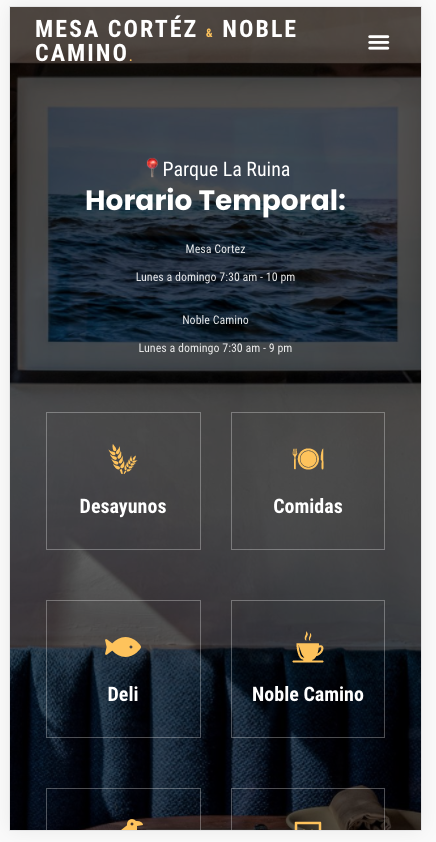 MESA CORTÉZ & NOBLE
CAMINO.
📍Parque La Ruina
Horario Temporal:
Mesa Cortez
Lunes a domingo 7:30 am - 10 pm
Noble Camino
Lunes a domingo 7:30 am - 9 pm
Desayunos
Comidas
Deli
Noble Camino